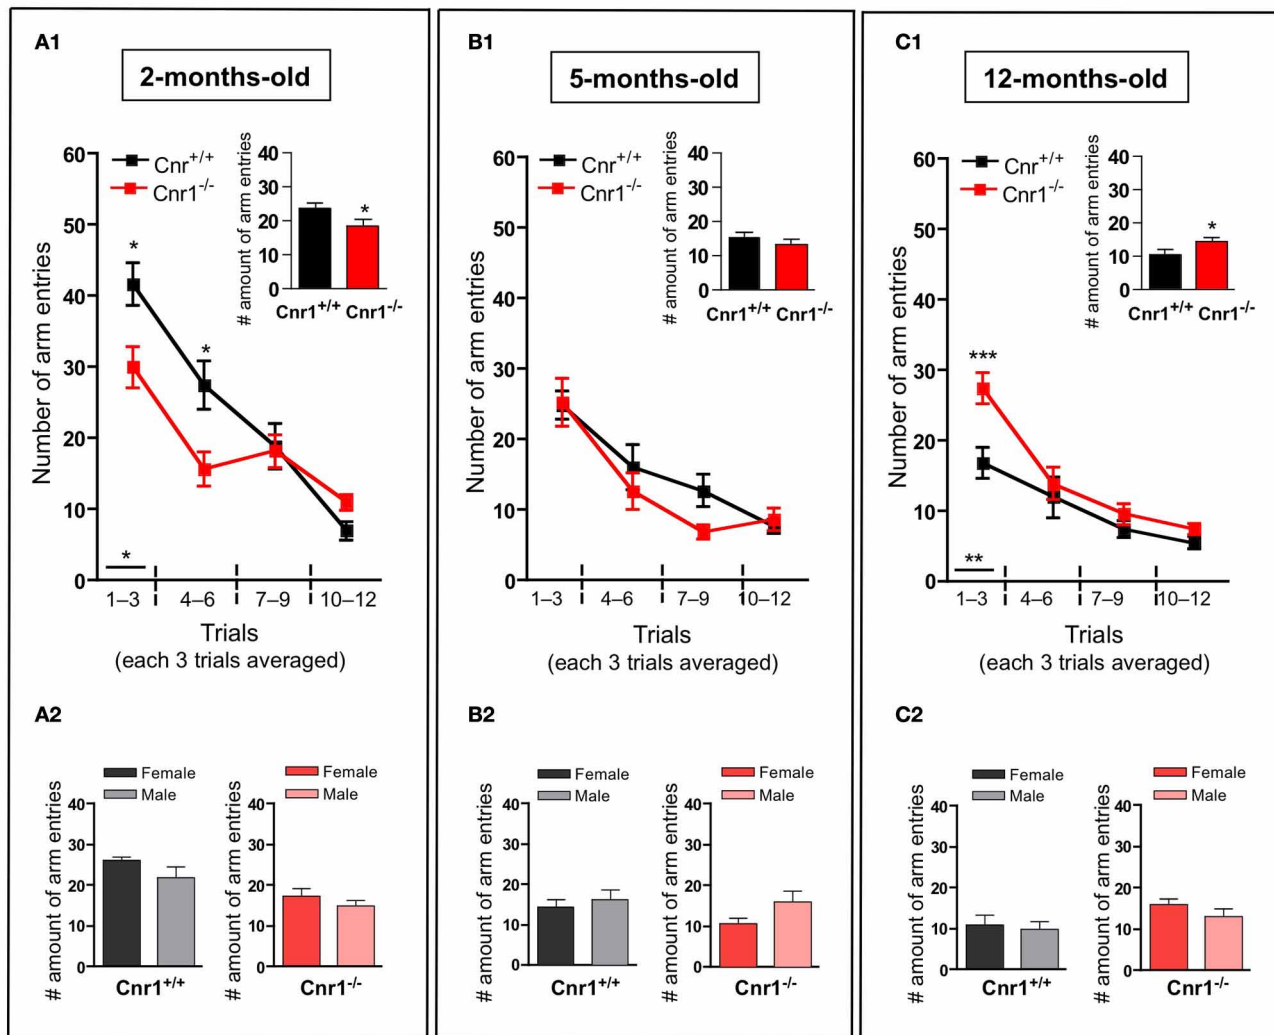 A1
2-months-old
Cnr+/+
Cnr1-/-
Number of arm entries
60
50
40
30
20
10
0
*
*
*
# amount of arm entries
40
30
20
10
0
*
Cnr1+/+ Cnr1-/-
1–3 4–6 7–9 10–12
Trials
(each 3 trials averaged)
B1
5-months-old
Cnr+/+
Cnr1-/-
Number of arm entries
60
50
40
30
20
10
0
# amount of arm entries
40
30
20
10
0
Cnr1+/+ Cnr1-/-
1–3 4–6 7–9 10–12
Trials
(each 3 trials averaged)
C1
12-months-old
Cnr+/+
Cnr1-/-
Number of arm entries
60
50
40
30
20
10
0
***
**
# amount of arm entries
40
30
20
10
0
*
Cnr1+/+ Cnr1-/-
1–3 4–6 7–9 10–12
Trials
(each 3 trials averaged)
A2
Female
Male
# amount of arm entries
40
30
20
10
0
Cnr1+/+
Female
Male
# amount of arm entries
40
30
20
10
0
Cnr1-/-
B2
Female
Male
# amount of arm entries
40
30
20
10
0
Cnr1+/+
Female
Male
# amount of arm entries
40
30
20
10
0
Cnr1-/-
C2
Female
Male
# amount of arm entries
40
30
20
10
0
Cnr1+/+
Female
Male
# amount of arm entries
40
30
20
10
0
Cnr1-/-